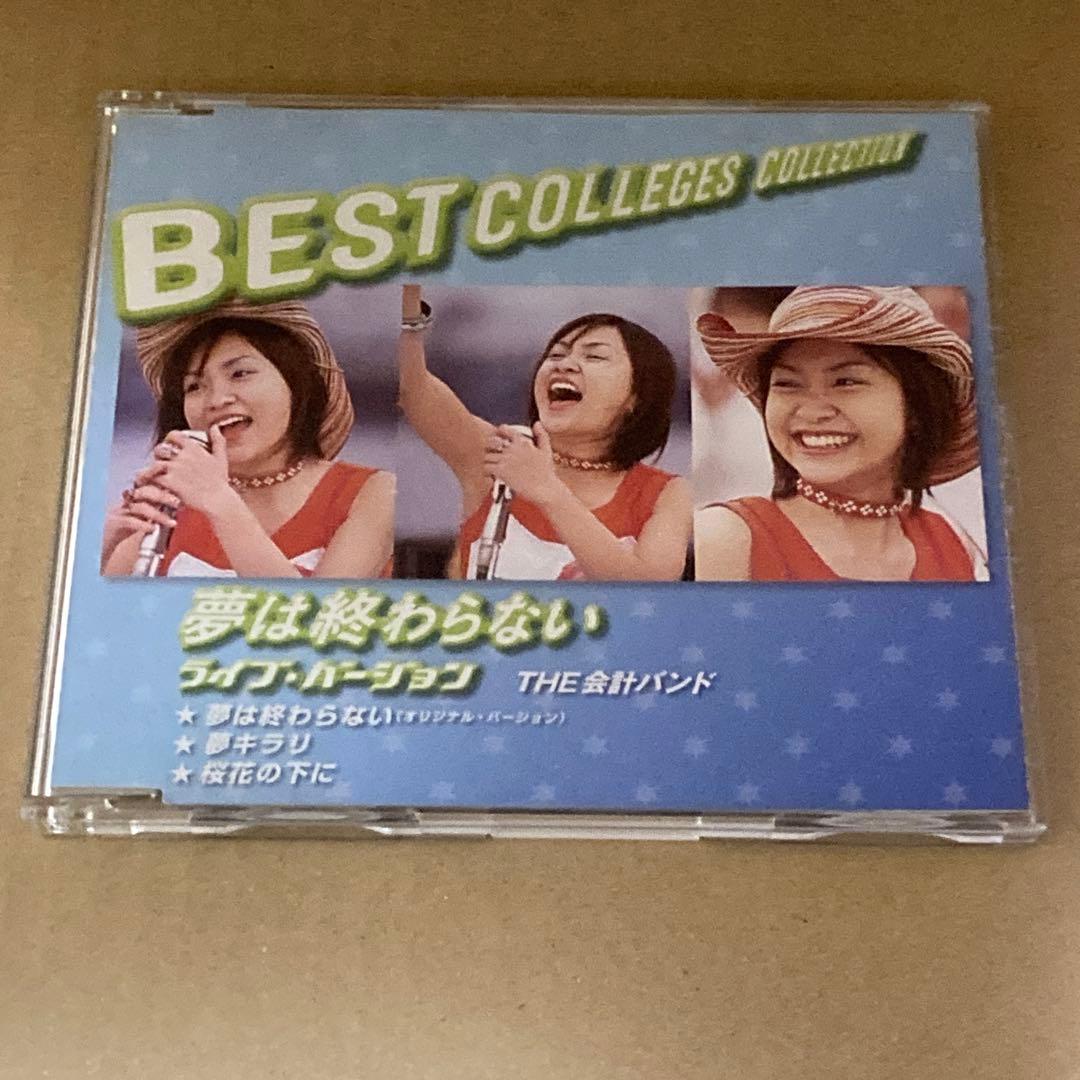 BEST COLLEGES COLLECTION
夢は終わらない
ライブ・バージョン THE会計バンド
★ 夢は終わらない(オリジナル・バージョン)
★ 夢キラリ
★ 桜花の下に